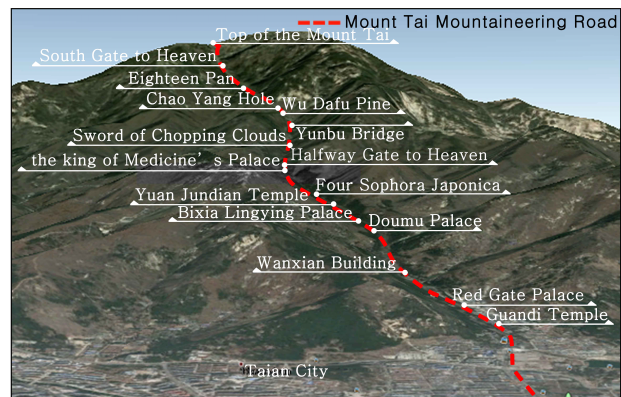 Mount Tai Mountaineering Road
Top of the Mount Tai
South Gate to Heaven
Eighteen Pan
Chao Yang Hole
Wu Dafu Pine
Yunbu Bridge
Sword of Chopping Clouds
Halfway Gate to Heaven
the king of Medicine’s Palace
Four Sophora Japonica
Yuan Jundian Temple
Bixia Lingying Palace
Doumu Palace
Wanxian Building
Red Gate Palace
Guandi Temple
Taian City